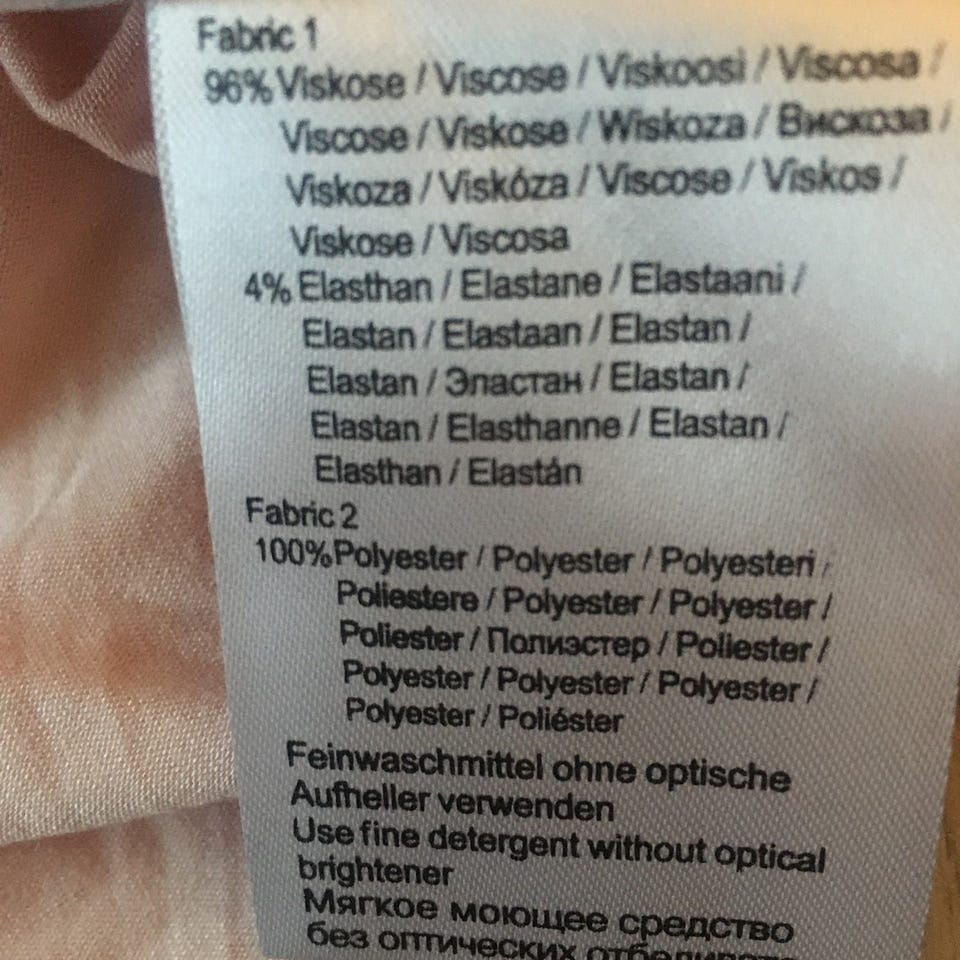 Fabric 1
96% Viskose / Viscose / Viskoosi / Viscosa /
Viscose / Viskose / Wiskoza / Вискоза /
Viskoza / Viskóza / Viscose / Viskos /
Viskose / Viscosa
4% Elasthan / Elastane / Elastaani /
Elastan / Elastaan / Elastan /
Elastan / Эластан / Elastan /
Elastan / Elasthanne / Elastan /
Elasthan / Elastán
Fabric 2
100% Polyester / Polyester / Polyesteri /
Poliestere / Polyester / Polyester /
Poliester / Полиэстер / Poliester /
Polyester / Polyester / Polyester /
Polyester / Poliéster
Feinwaschmittel ohne optische
Aufheller verwenden
Use fine detergent without optical
brightener
Мягкое моющее средство
без оптических